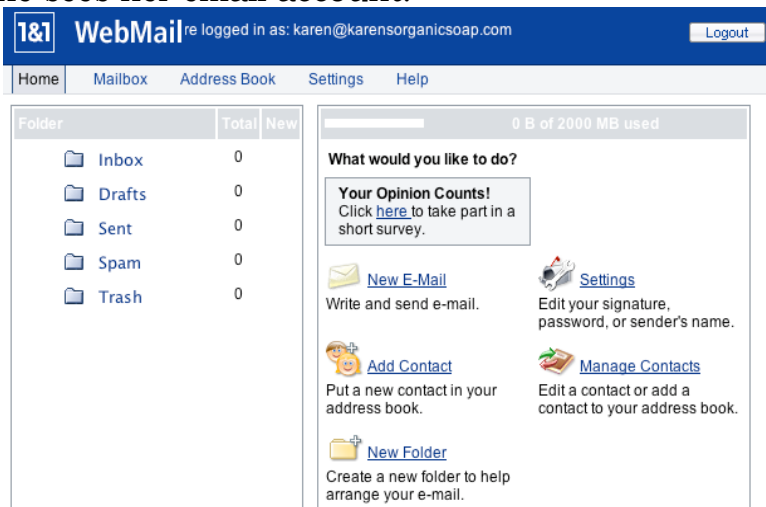 he sees her email account.
1&1 WebMail re logged in as: karen@karensorganicsoap.com Logout
Home Mailbox Address Book Settings Help
Folder Total New
Inbox 0
Drafts 0
Sent 0
Spam 0
Trash 0
0 B of 2000 MB used
What would you like to do?
Your Opinion Counts!
Click here to take part in a
short survey.
New E-Mail
Write and send e-mail.
Settings
Edit your signature,
password, or sender's name.
Add Contact
Put a new contact in your
address book.
Manage Contacts
Edit a contact or add a
contact to your address book.
New Folder
Create a new folder to help
arrange your e-mail.